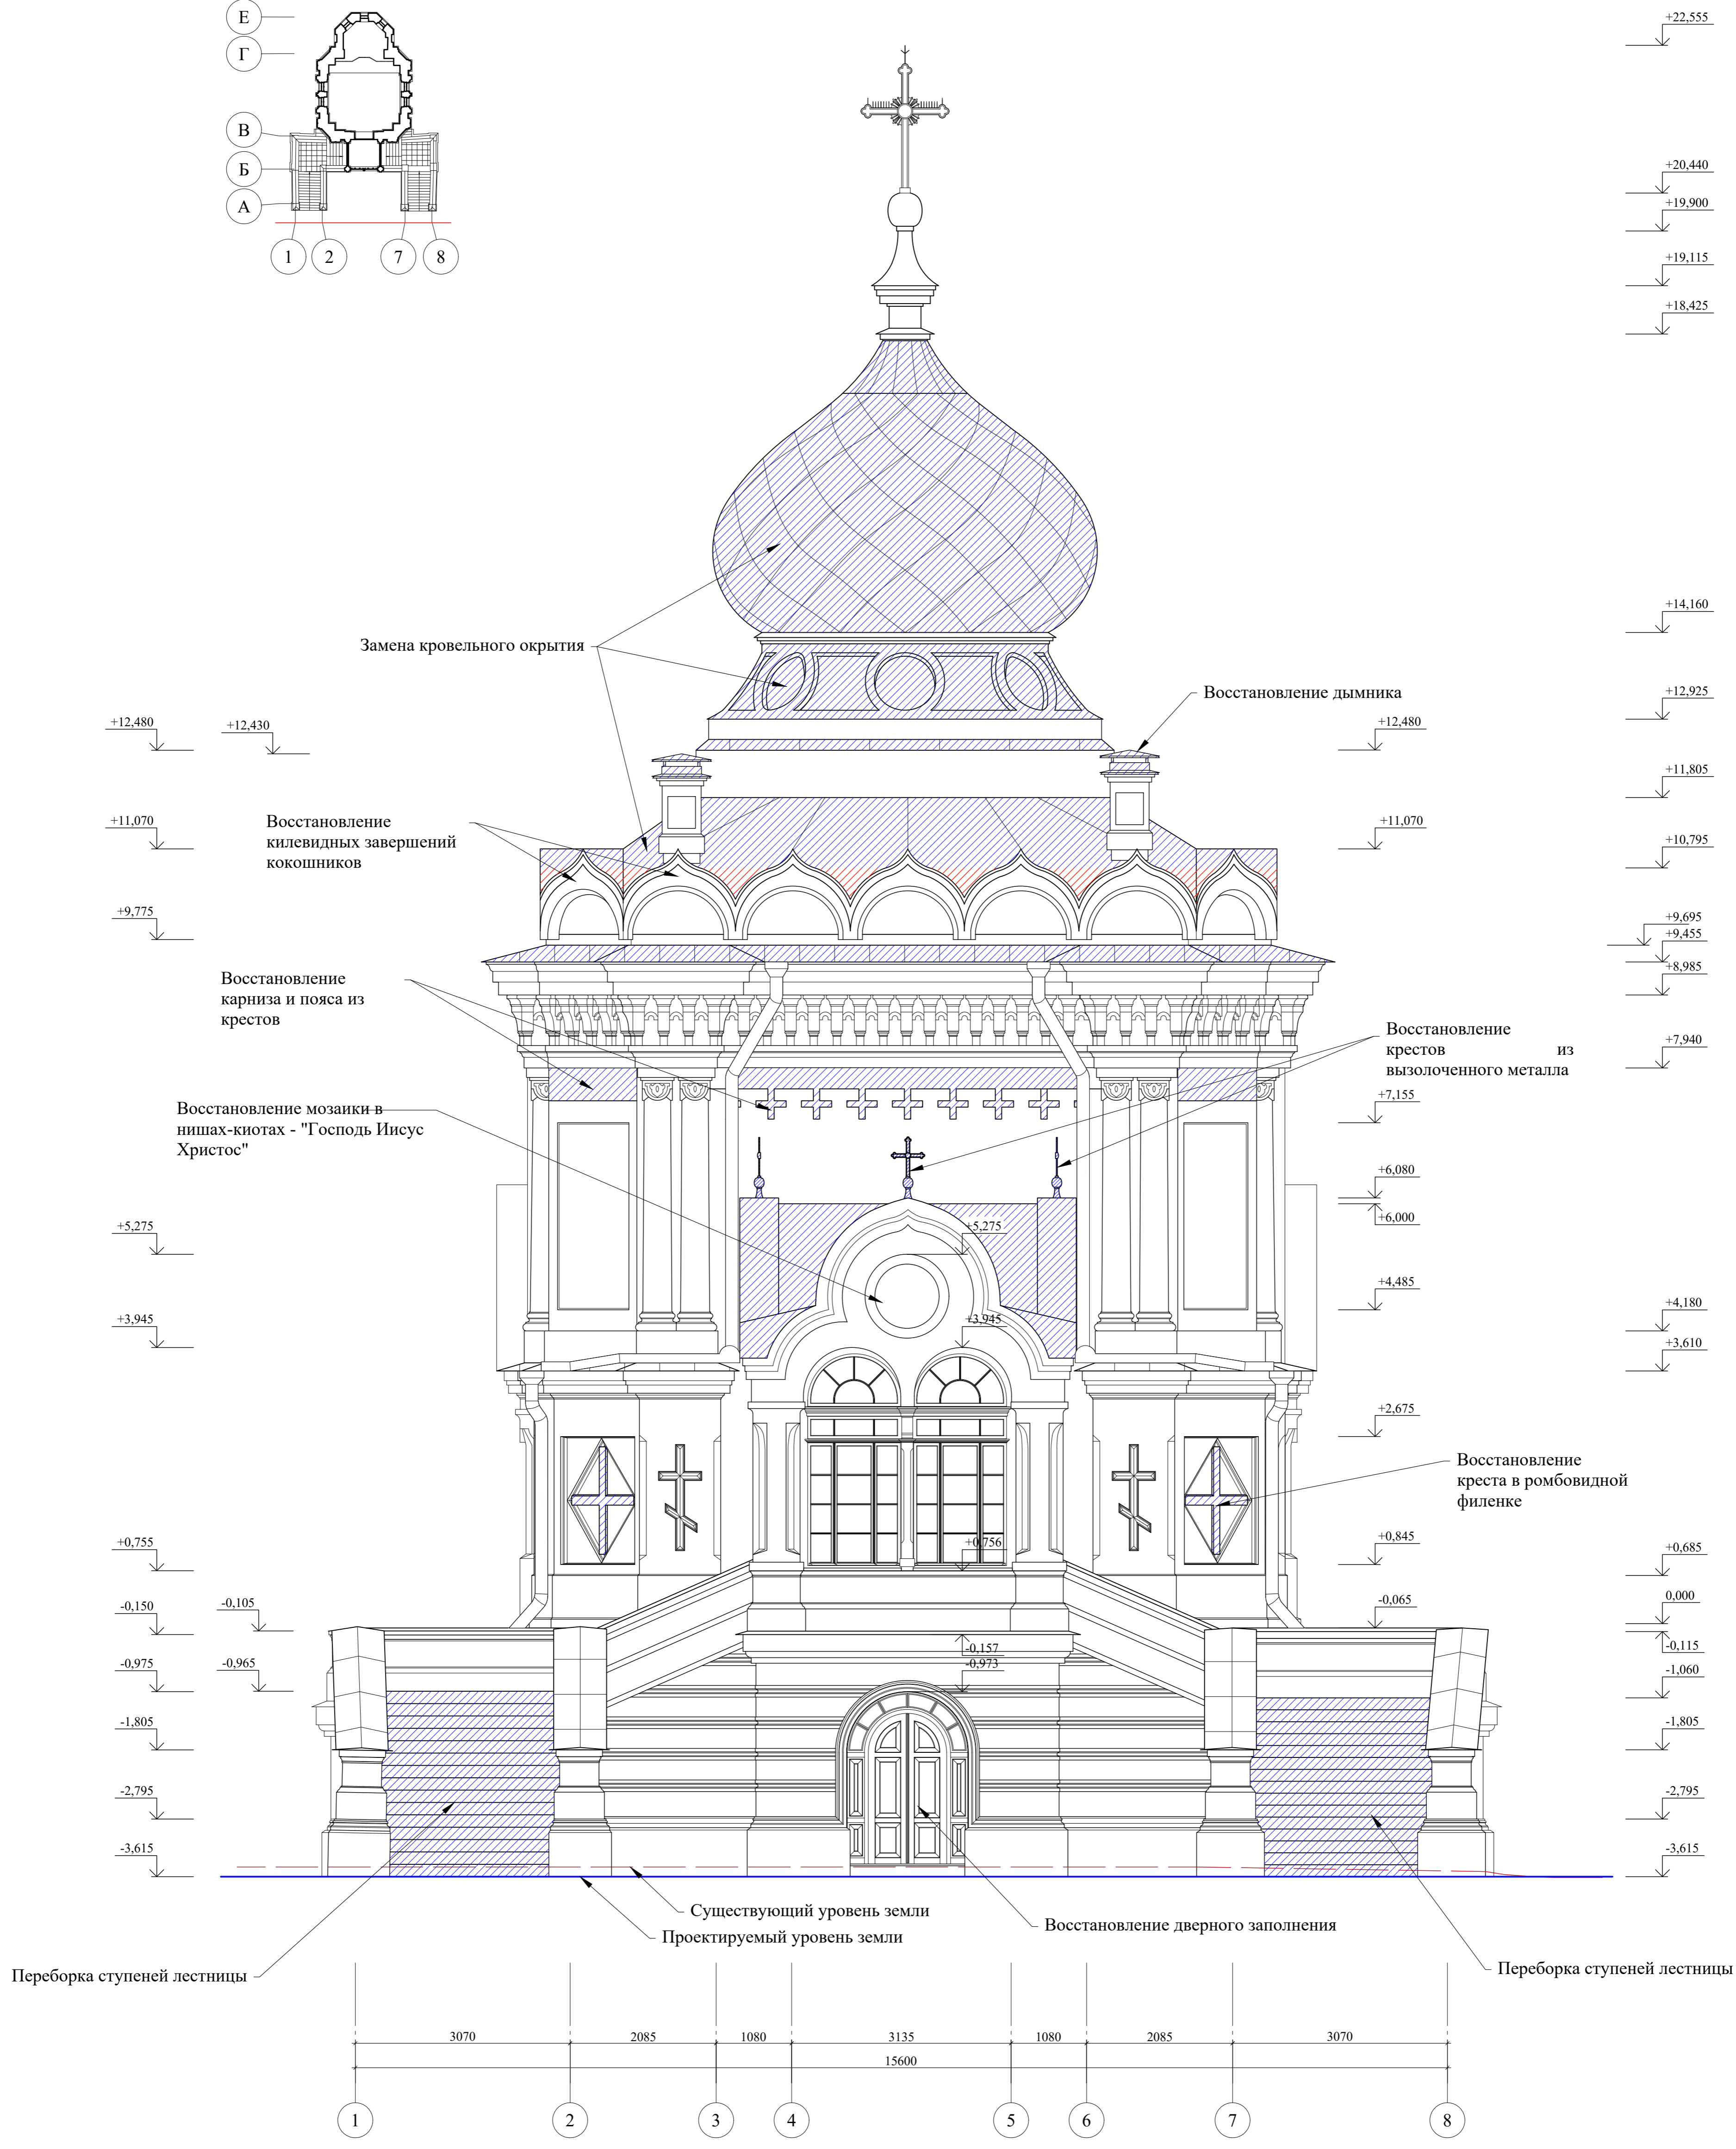 Е
Г
В
Б
А
1 2 7 8
+22,555
+20,440
+19,900
+19,115
+18,425
+14,160
Замена кровельного окрытия
+12,925
Восстановление дымника
+12,480
+12,430
+12,480
+11,805
+11,070
Восстановление
килевидных завершений
кокошников
+11,070
+10,795
+9,775
+9,695
+9,455
+8,985
Восстановление
карниза и пояса из
крестов
Восстановление
крестов из
вызолоченного металла
+7,940
+7,155
Восстановление мозаики в
нишах-киотах - "Господь Иисус
Христос"
+6,080
+6,000
+5,275
+5,275
+4,485
+4,180
+3,945
+3,945
+3,610
+2,675
Восстановление
креста в ромбовидной
филенке
+0,755
+0,756
+0,845
+0,685
-0,150
-0,105
-0,065
0,000
-0,157
-0,115
-0,975
-0,965
-0,973
-1,060
-1,805
-1,805
-2,795
-2,795
-3,615
-3,615
Существующий уровень земли
Проектируемый уровень земли
Восстановление дверного заполнения
Переборка ступеней лестницы
Переборка ступеней лестницы
3070 2085 1080 3135 1080 2085 3070
15600
1 2 3 4 5 6 7 8